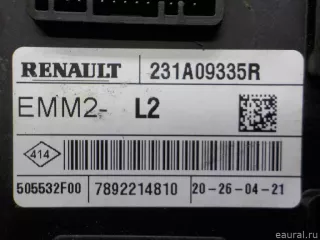 RENAULT 231A09335R
EMM2- L2
414
505532F00 7892214810 20-26-04-21
eaural.ru